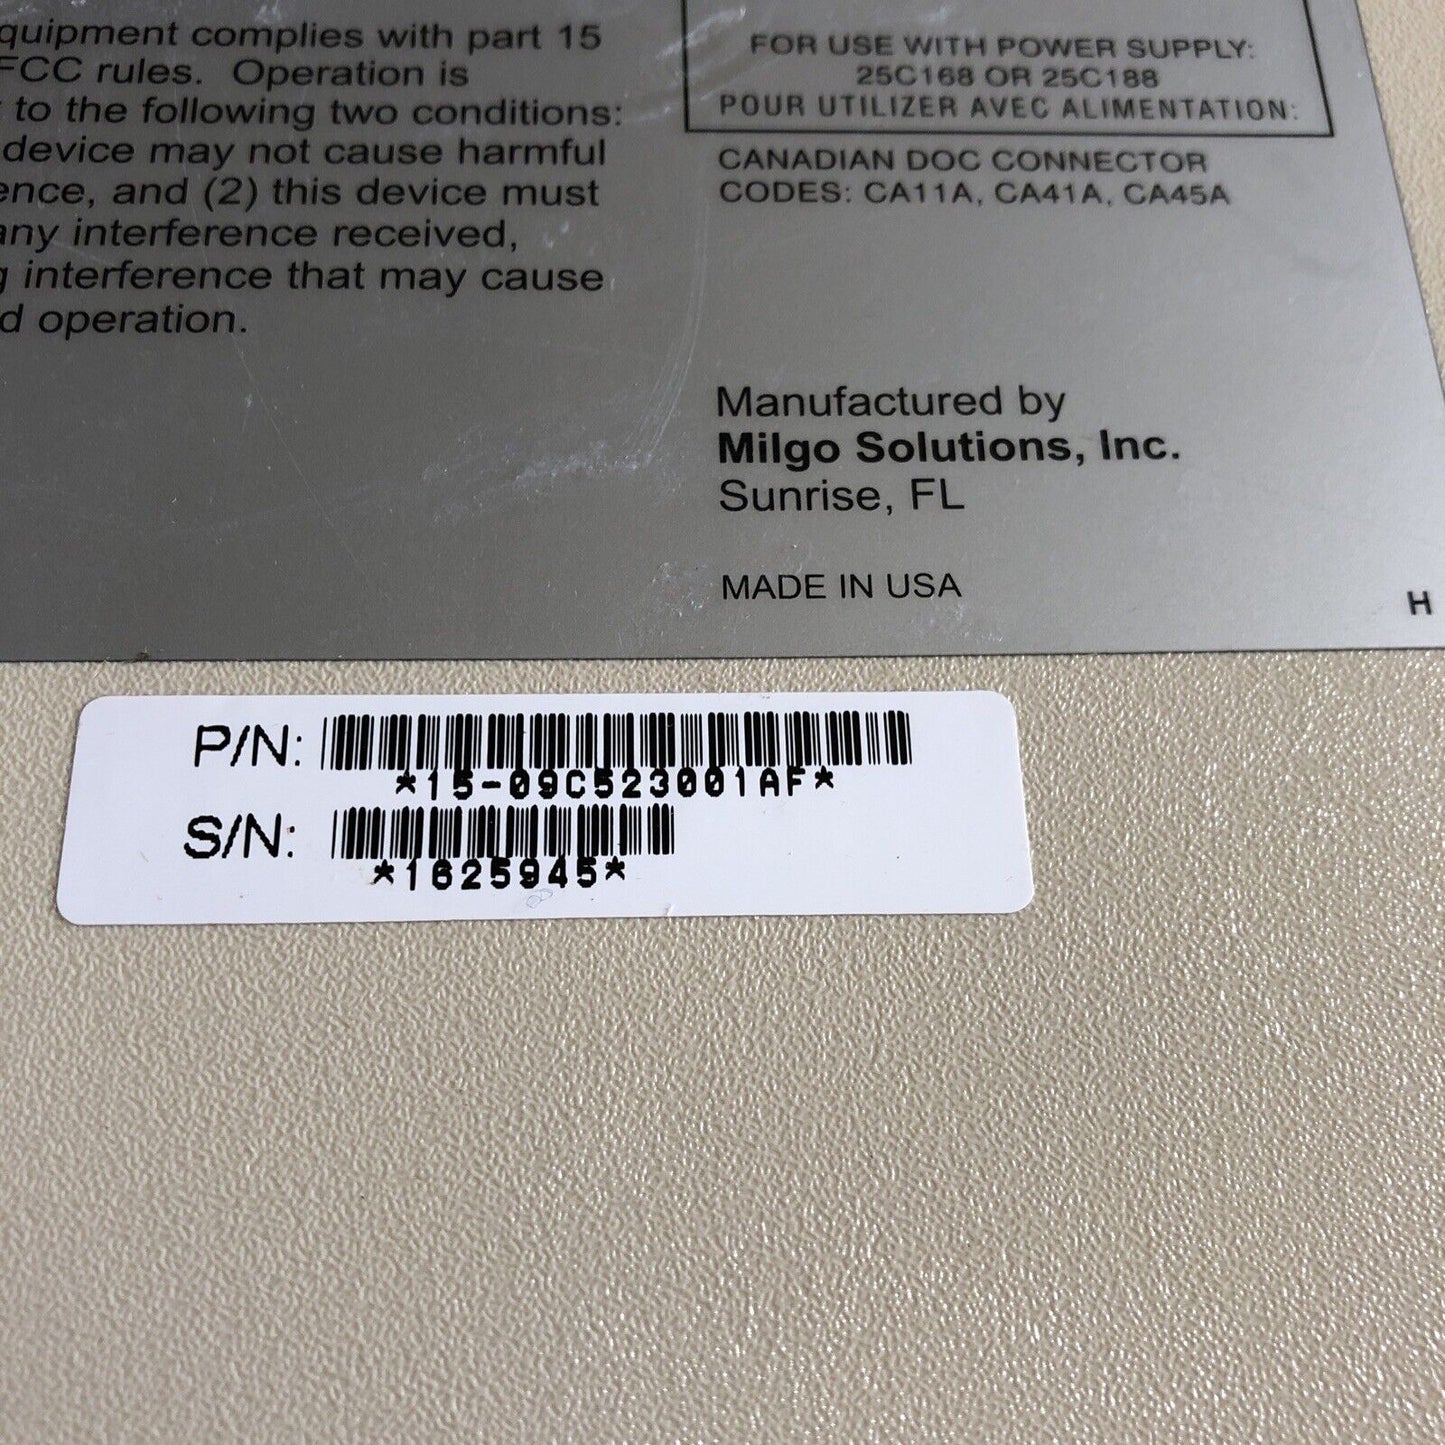 quipment complies with part 15
FCC rules. Operation is
to the following two conditions:
device may not cause harmful
ence, and (2) this device must
any interference received,
g interference that may cause
d operation.
FOR USE WITH POWER SUPPLY:
25C168 OR 25C188
POUR UTILIZER AVEC ALIMENTATION:
CANADIAN DOC CONNECTOR
CODES: CA11A, CA41A, CA45A
Manufactured by
Milgo Solutions, Inc.
Sunrise, FL
MADE IN USA
H
P/N:
*15-09C523001AF*
S/N:
*1625945*